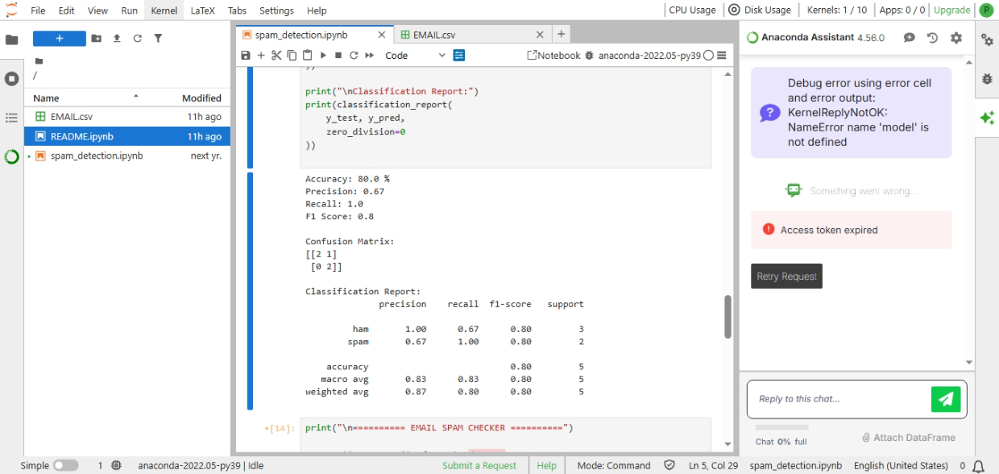 File Edit View Run Kernel LaTeX Tabs Settings Help CPU Usage Disk Usage Kernels: 1 / 10 Apps: 0 / 0 Upgrade P
+
/
Name Modified
EMAIL.csv 11h ago
README.ipynb 11h ago
spam_detection.ipynb next yr.
spam_detection.ipynb EMAIL.csv +
Code Notebook anaconda-2022.05-py39
print("\nClassification Report:")
print(classification_report(
y_test, y_pred,
zero_division=0
))
Accuracy: 80.0 %
Precision: 0.67
Recall: 1.0
F1 Score: 0.8
Confusion Matrix:
[[2 1]
[0 2]]
Classification Report:
precision recall f1-score support
ham 1.00 0.67 0.80 3
spam 0.67 1.00 0.80 2
accuracy 0.80 5
macro avg 0.83 0.83 0.80 5
weighted avg 0.87 0.80 0.80 5
[14]: print("\n========== EMAIL SPAM CHECKER ==========")
Anaconda Assistant 4.56.0
Debug error using error cell
and error output:
KernelReplyNotOK:
NameError name 'model' is
not defined
Something went wrong...
Access token expired
Retry Request
Reply to this chat...
Chat 0% full Attach DataFrame
Simple 1 anaconda-2022.05-py39 | Idle Submit a Request Help Mode: Command Ln 5, Col 29 spam_detection.ipynb English (United States) 0